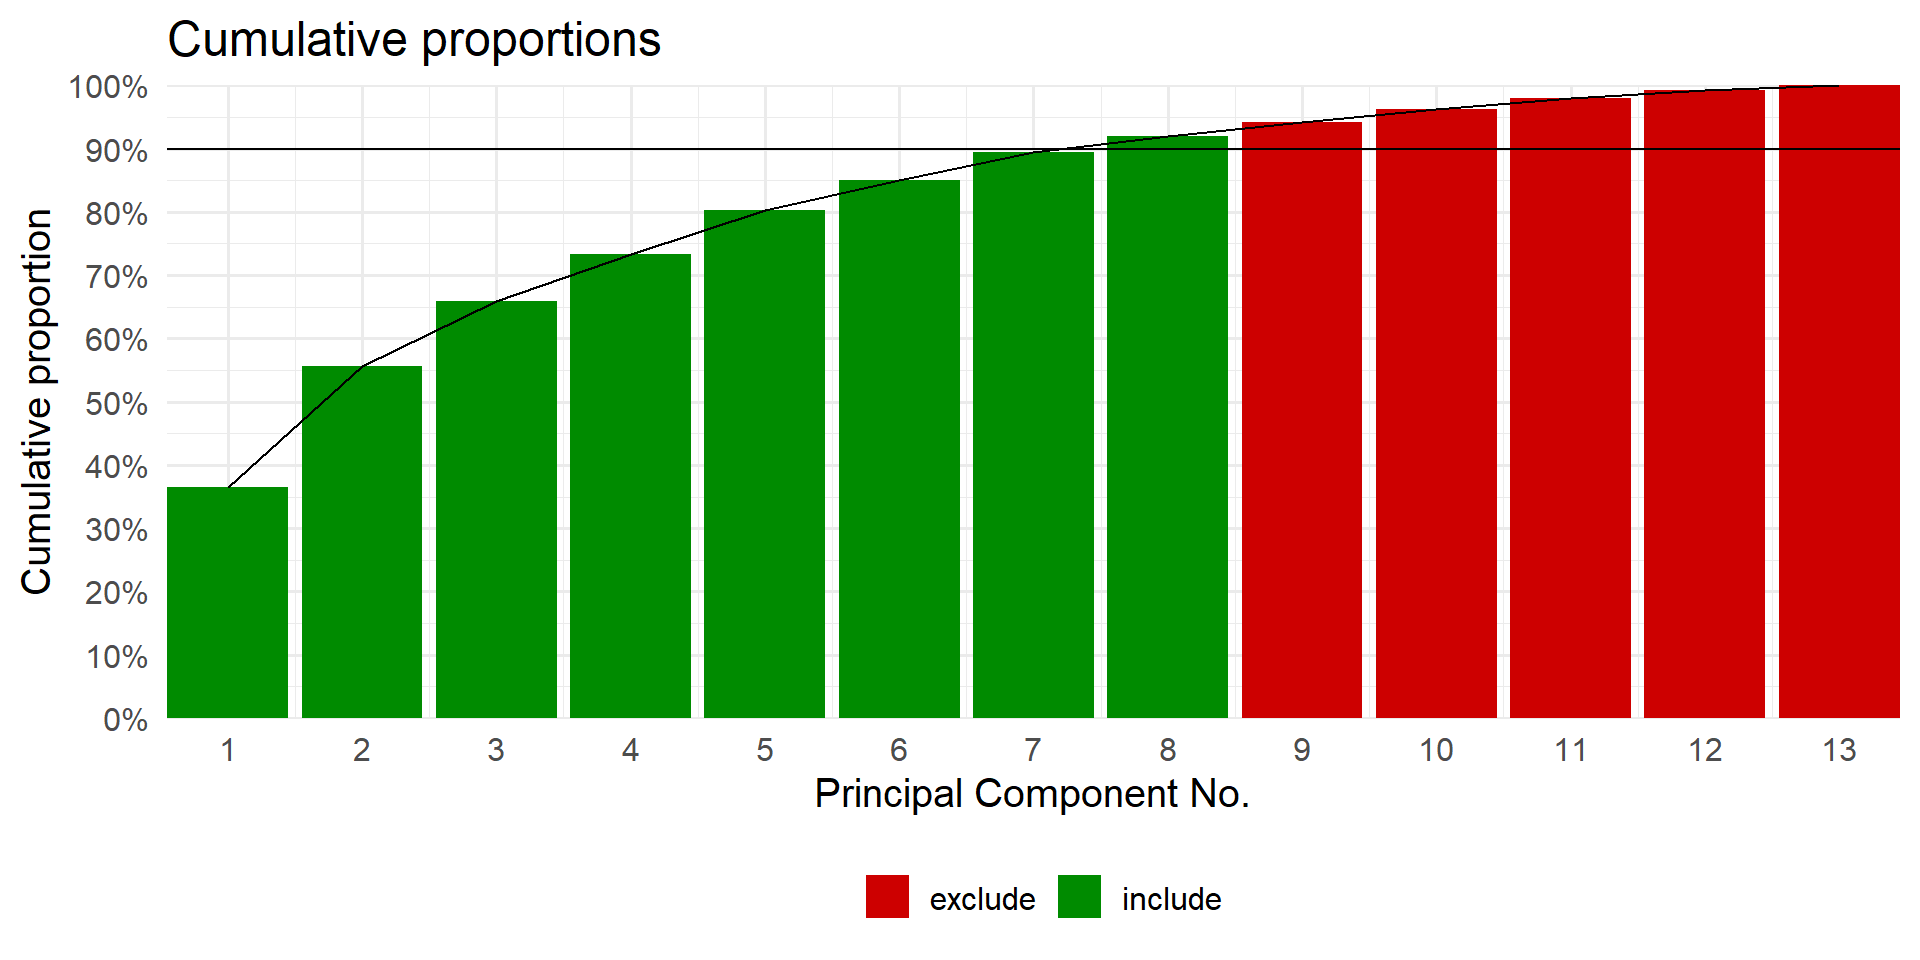 Cumulative proportions
Cumulative proportion
100%
90%
80%
70%
60%
50%
40%
30%
20%
10%
0%
1 2 3 4 5 6 7 8 9 10 11 12 13
Principal Component No.
exclude include